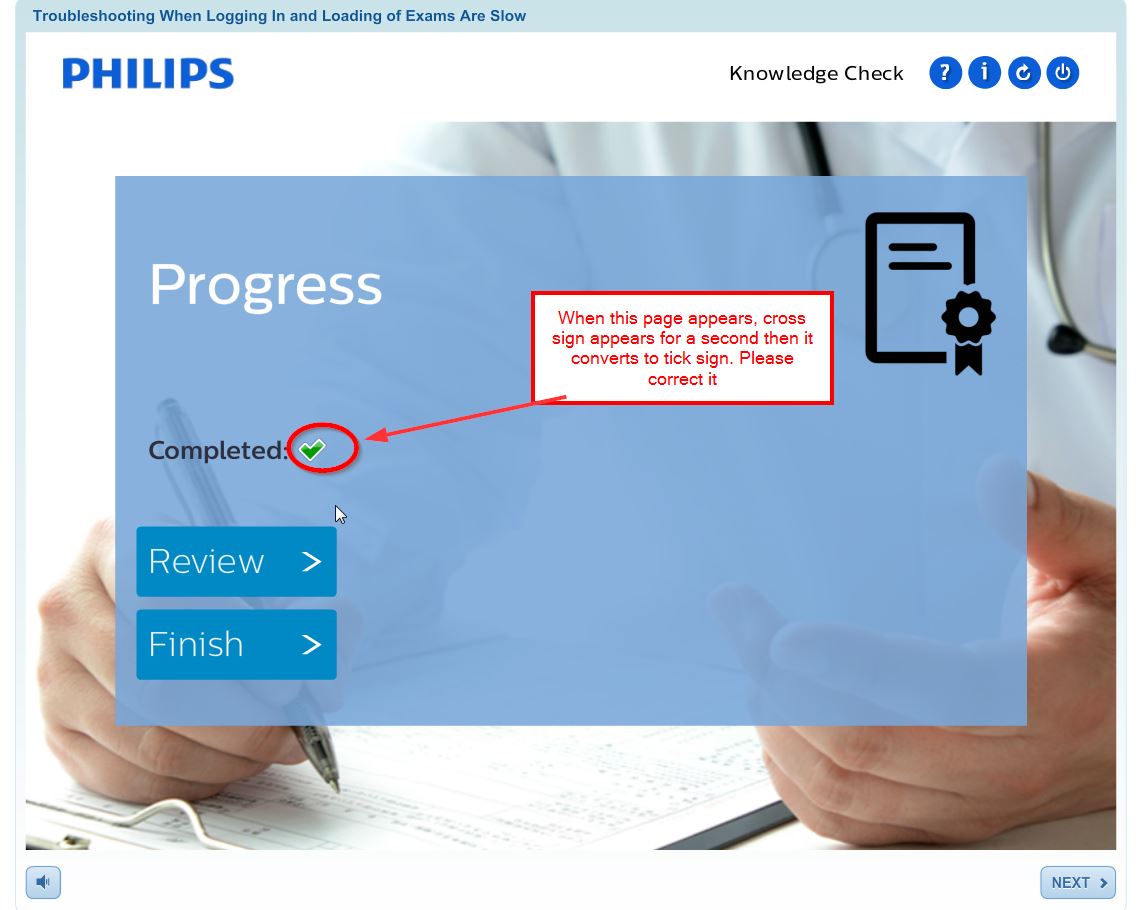 Troubleshooting When Logging In and Loading of Exams Are Slow
PHILIPS
Knowledge Check
?
i
Progress
When this page appears, cross
sign appears for a second then it
converts to tick sign. Please
correct it
Completed:
Review >
Finish >
NEXT >